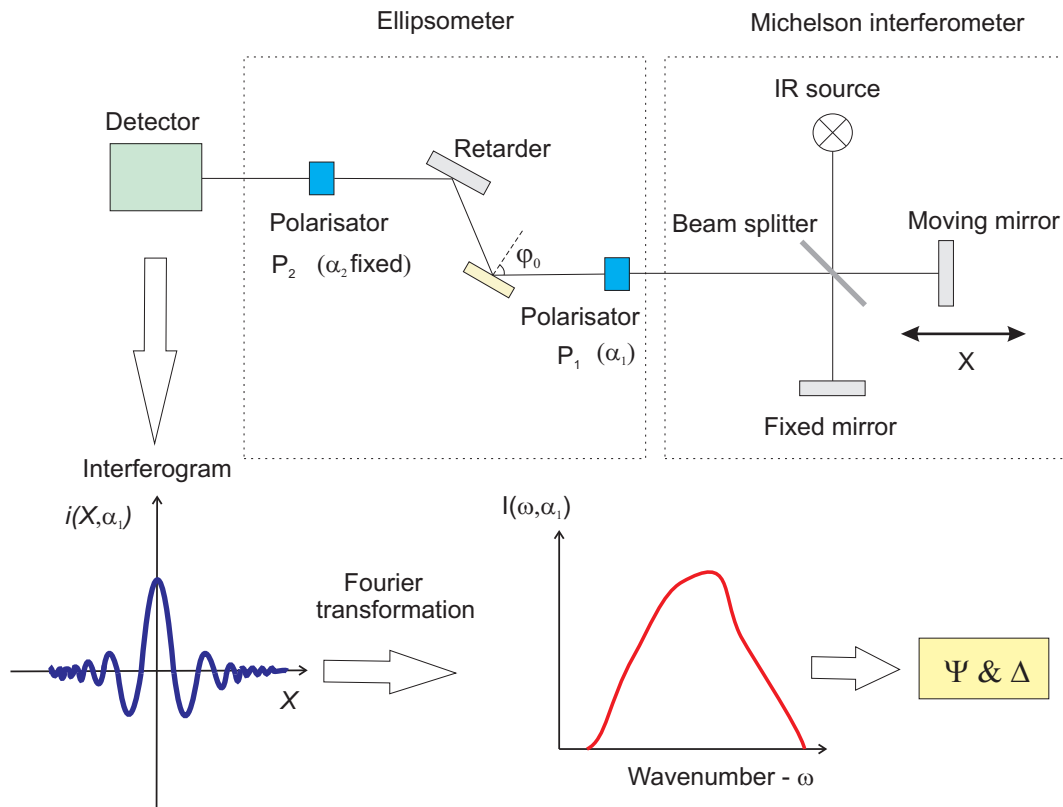 Ellipsometer
Michelson interferometer
IR source
Detector
Retarder
Beam splitter
Moving mirror
Polarisator
P₂ (α₂ fixed)
φ₀
Polarisator
P₁ (α₁)
X
Fixed mirror
Interferogram
i(X,α₁)
X
Fourier
transformation
I(ω,α₁)
Wavenumber - ω
Ψ & Δ